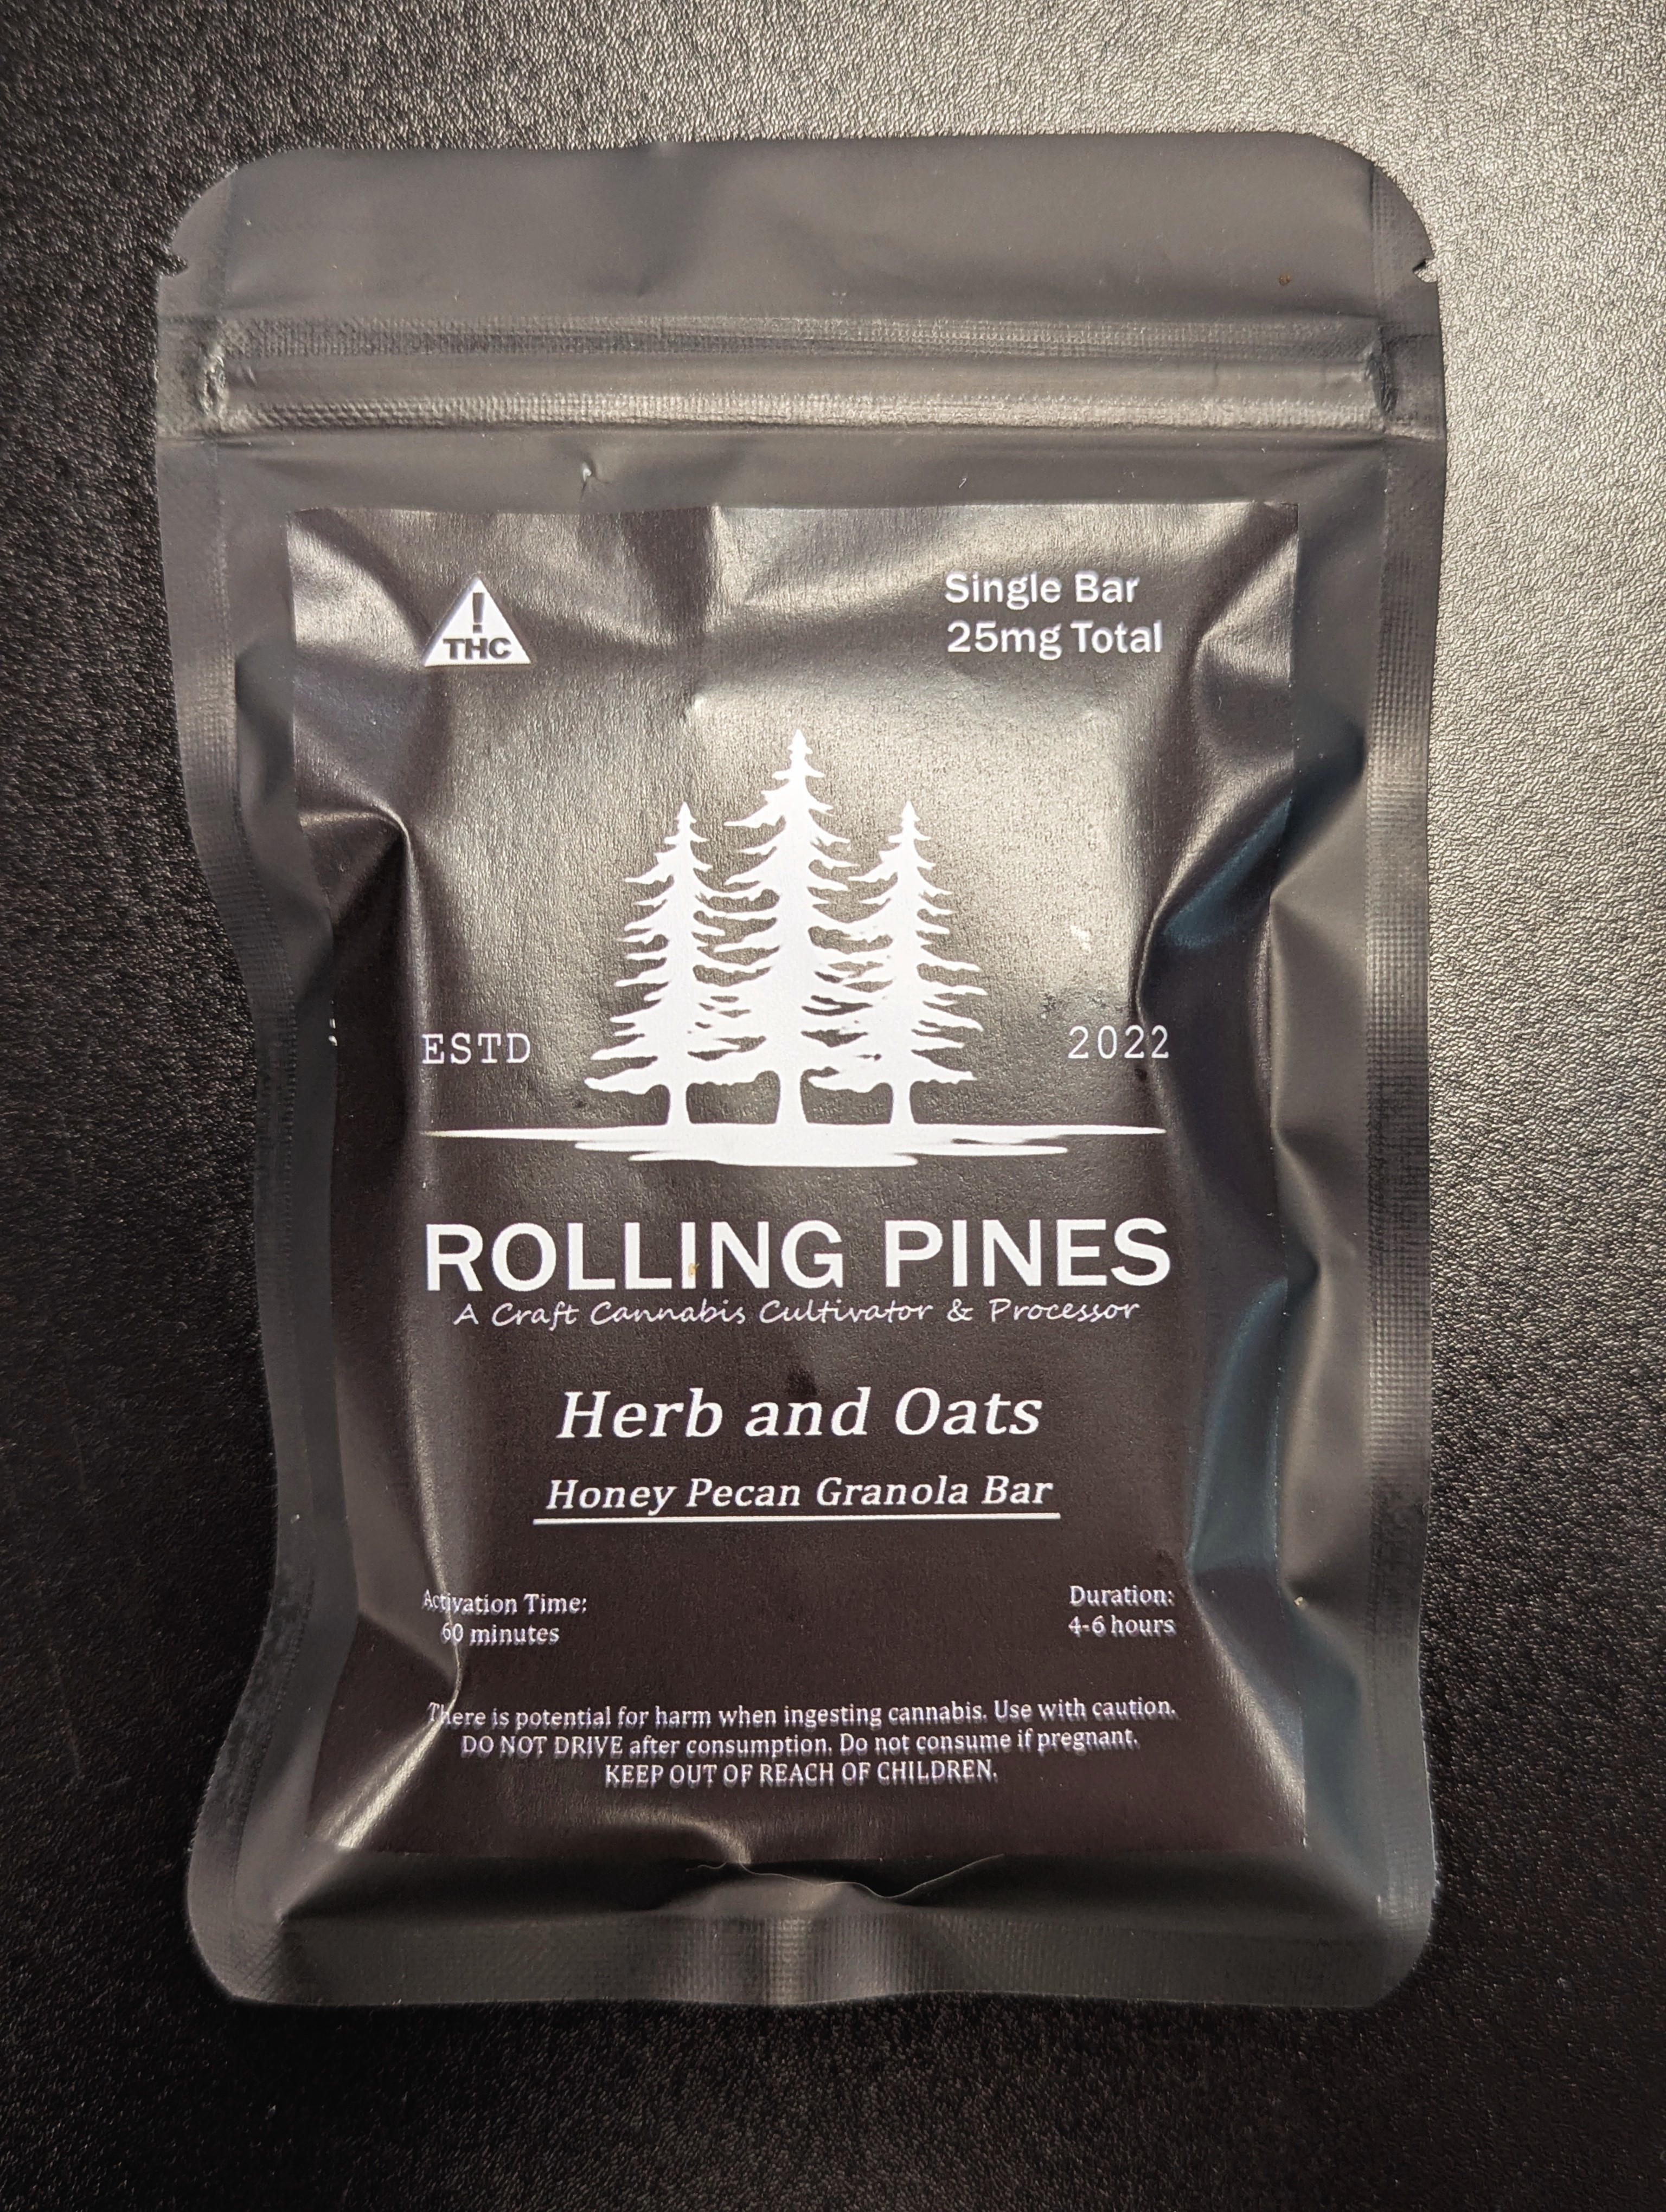 !
THC
Single Bar
25mg Total
ESTD
2022
ROLLING PINES
A Craft Cannabis Cultivator & Processor
Herb and Oats
Honey Pecan Granola Bar
Activation Time:
60 minutes
Duration:
4-6 hours
There is potential for harm when ingesting cannabis. Use with caution.
DO NOT DRIVE after consumption. Do not consume if pregnant.
KEEP OUT OF REACH OF CHILDREN.